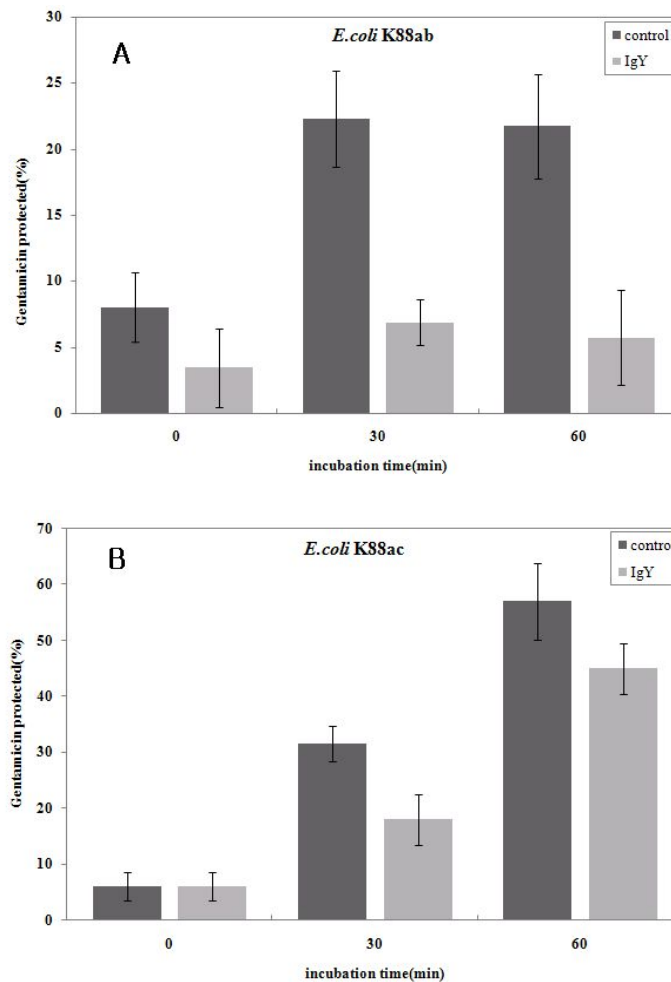 E.coli K88ab
A
control
IgY
30
25
20
15
10
5
0
Gentamicin protected(%)
0 30 60
incubation time(min)
E.coli K88ac
B
contro
IgY
70
60
50
40
30
20
10
0
Gentamicin protected(%)
0 30 60
incubation time(min)